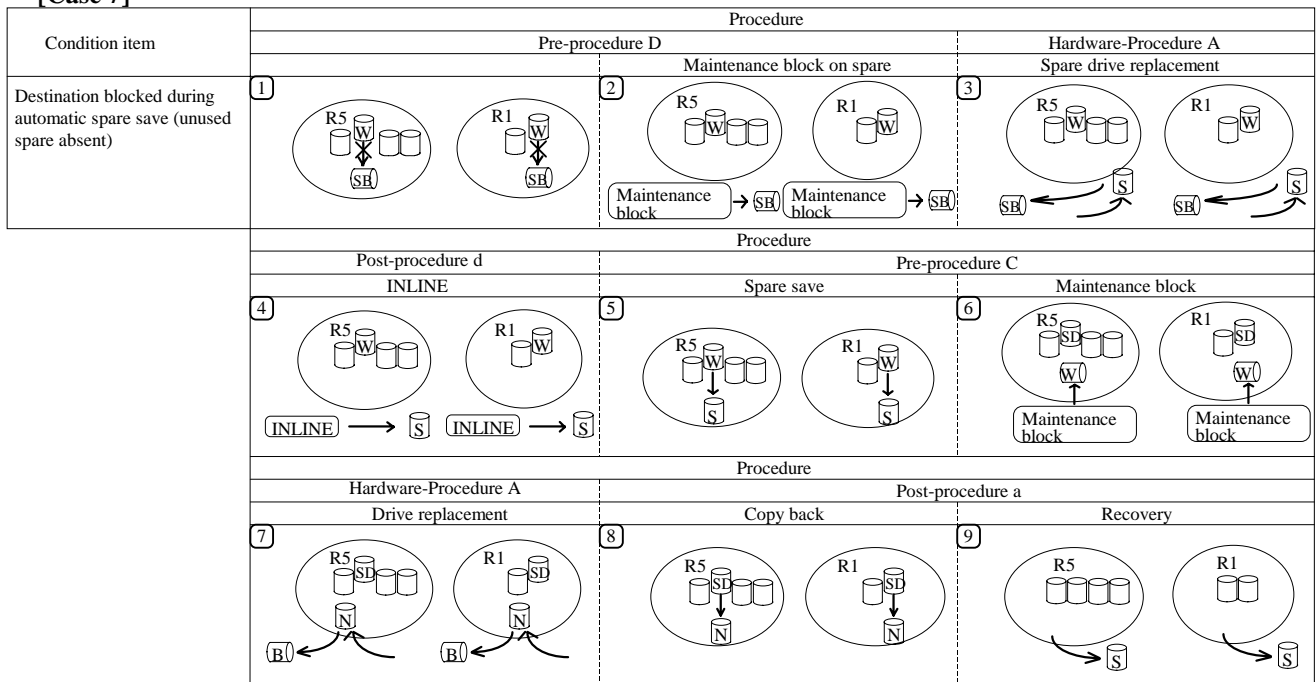 [Case 7]
Condition item
Procedure
Pre-procedure D
Hardware-Procedure A
Maintenance block on spare
Spare drive replacement
Destination blocked during
automatic spare save (unused
spare absent)
1
R5
W
SB
R1
W
SB
2
R5
W
R1
W
Maintenance
block
SB
Maintenance
block
SB
3
R5
W
S
SB
R1
W
S
SB
Procedure
Post-procedure d
Pre-procedure C
INLINE
Spare save
Maintenance block
4
R5
W
R1
W
INLINE
S
INLINE
S
5
R5
W
S
R1
W
S
6
R5
SD
W
Maintenance
block
R1
SD
W
Maintenance
block
Procedure
Hardware-Procedure A
Post-procedure a
Drive replacement
Copy back
Recovery
7
R5
SD
N
B
R1
SD
N
B
8
R5
SD
N
R1
SD
N
9
R5
S
R1
S